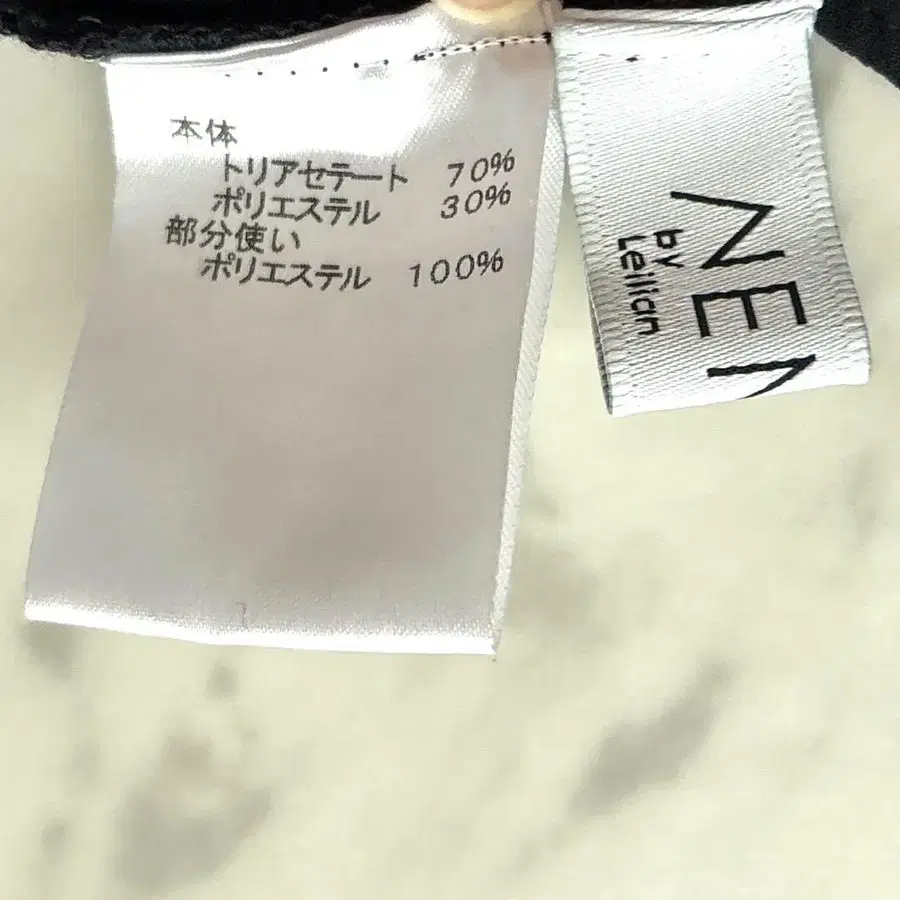 本体
トリアセテート 70%
ポリエステル 30%
部分使い
ポリエステル 100%
by
Leilian